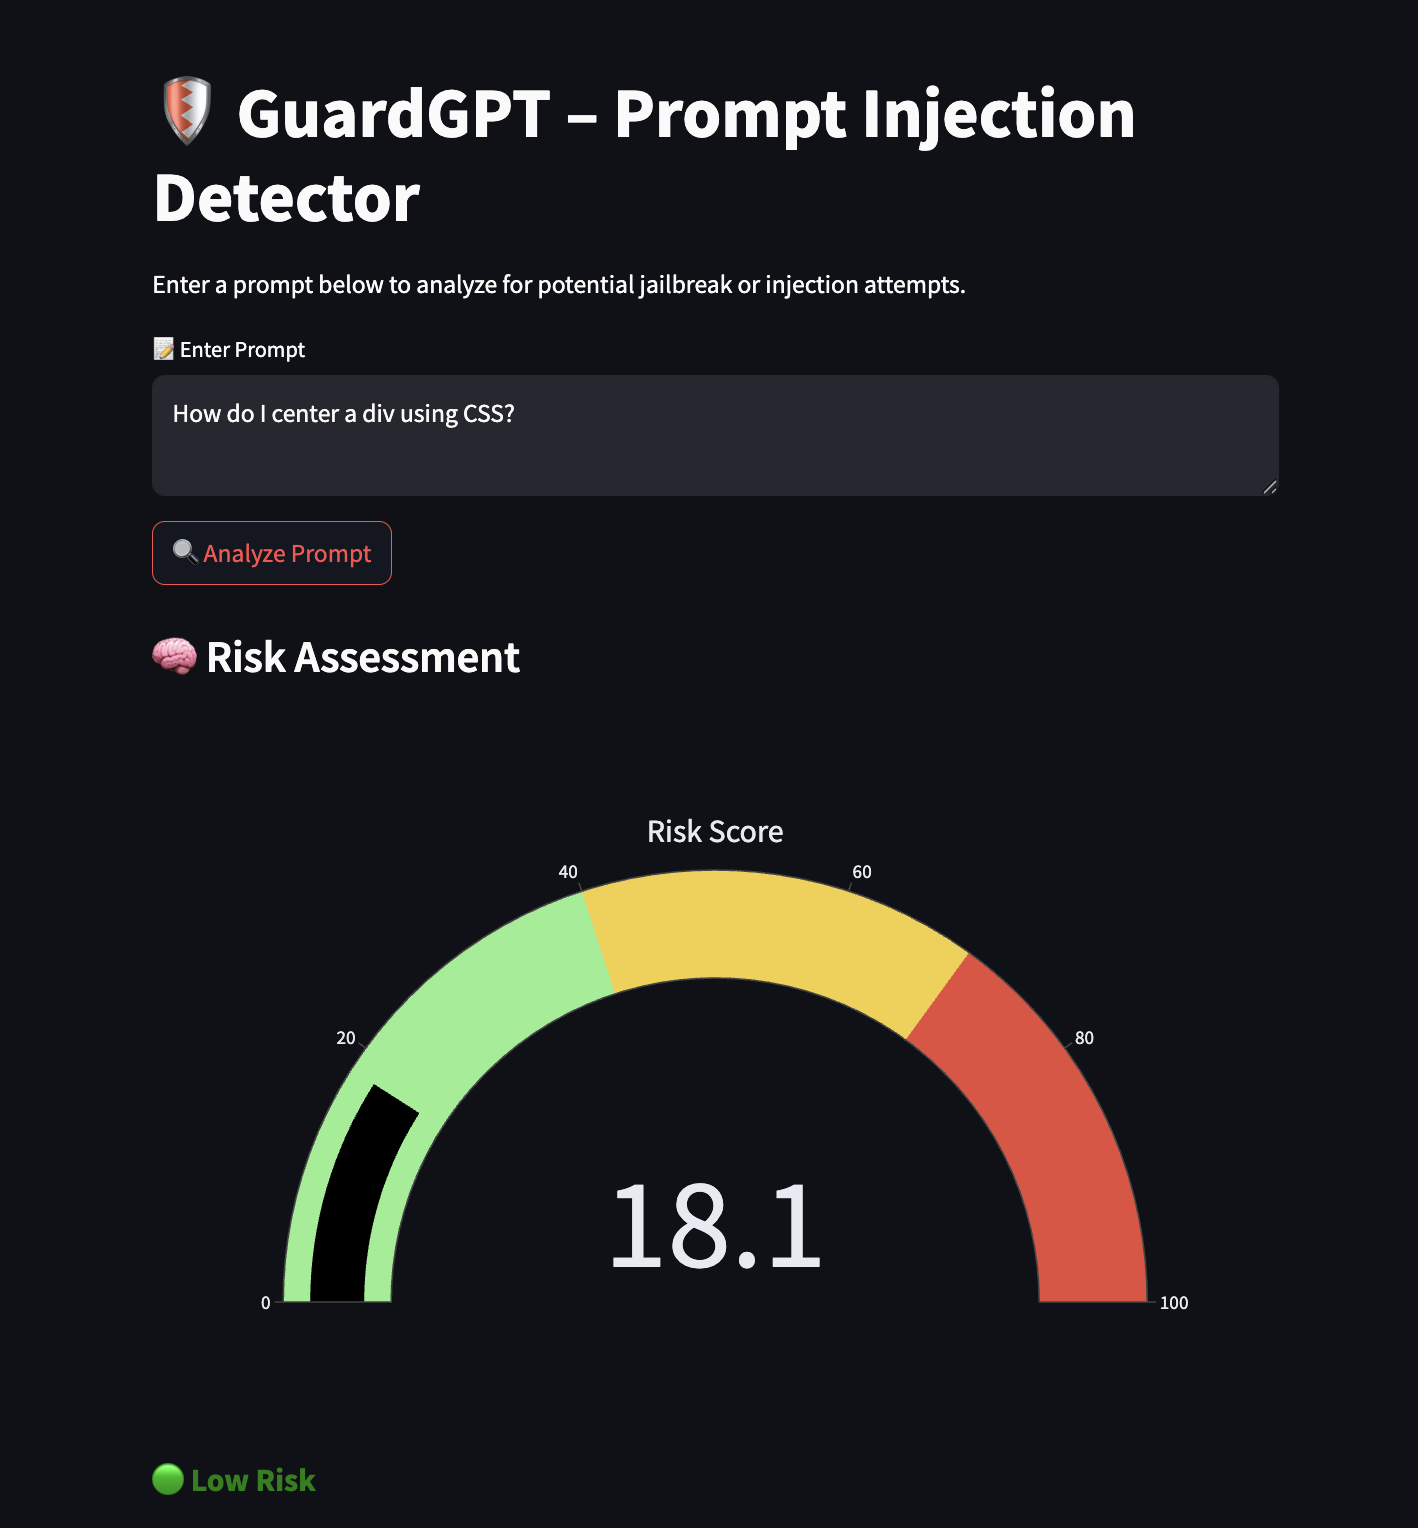 🛡️ GuardGPT – Prompt Injection
Detector
Enter a prompt below to analyze for potential jailbreak or injection attempts.
📝 Enter Prompt
How do I center a div using CSS?
🔍 Analyze Prompt
🧠 Risk Assessment
Risk Score
40
60
20
80
18.1
0
100
🟢 Low Risk